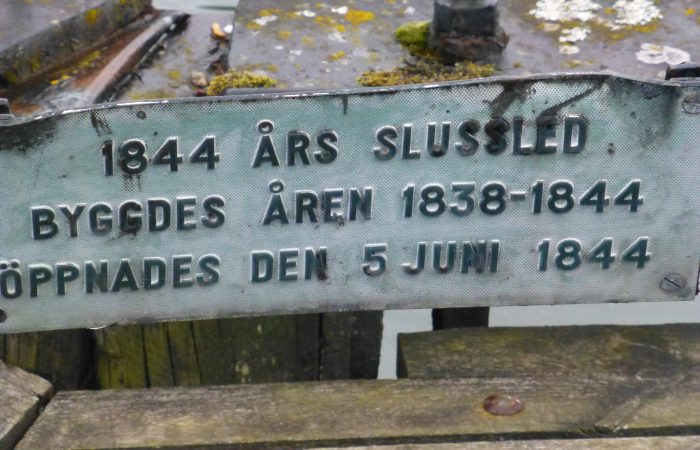 1844 ÅRS SLUSSLED
BYGGDES ÅREN 1838-1844
ÖPPNADES DEN 5 JUNI 1844